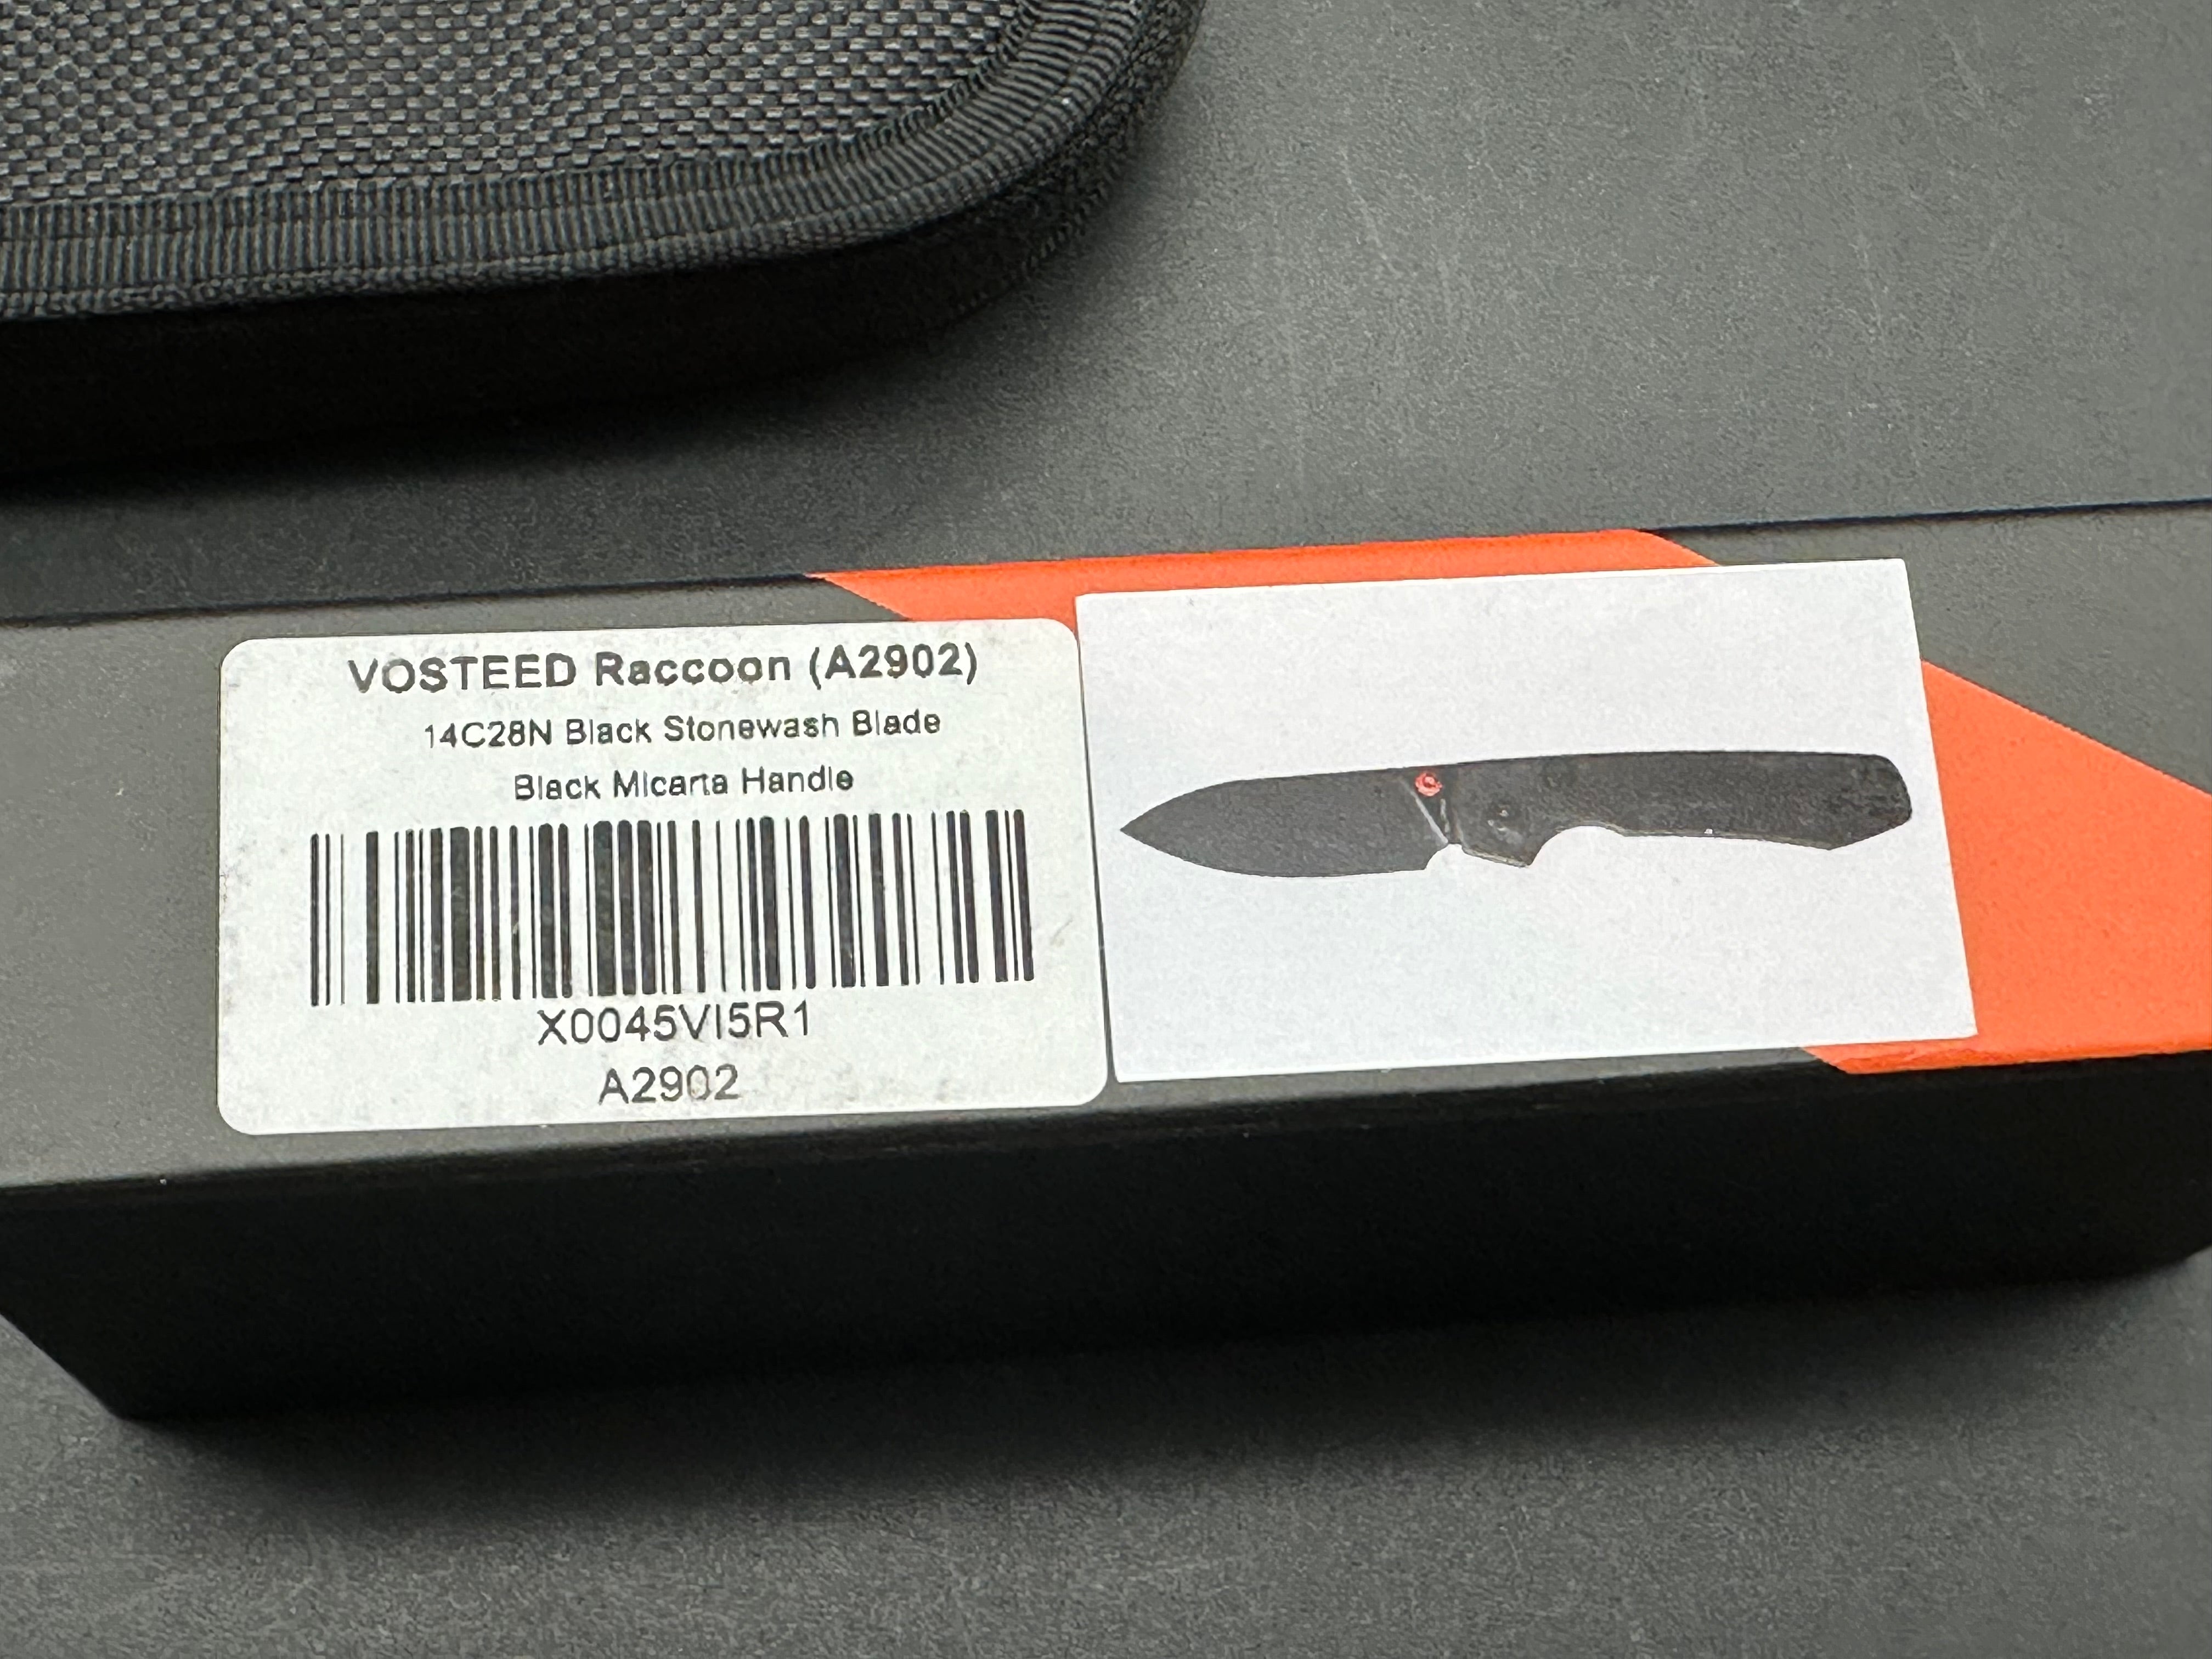 VOSTEED Raccoon (A2902)
14C28N Black Stonewash Blade
Black Micarta Handle
X0045VI5R1
A2902